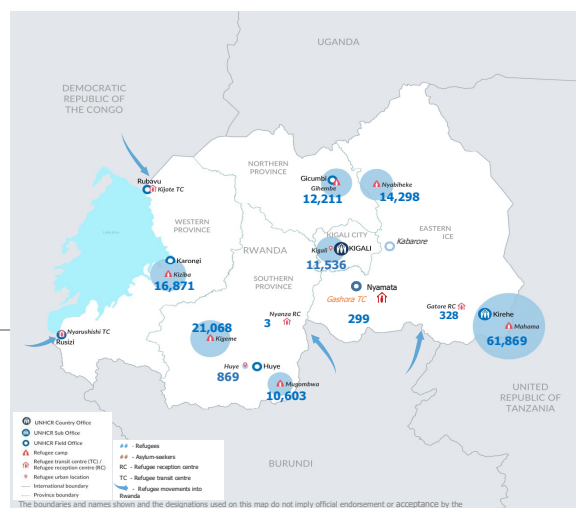 UGANDA
DEMOCRATIC
REPUBLIC OF
THE CONGO
Rubavu
Kijote TC
NORTHERN
PROVINCE
Gicumbi
Gihembe
12,211
Nyabiheke
14,298
WESTERN
PROVINCE
KIGALI CITY
EASTERN
ICE
Kigali
KIGALI
11,536
Kabarore
RWANDA
Karongi
Kiziba
16,871
SOUTHERN
PROVINCE
Nyamata
Gashora TC
299
Nyanza RC
3
Gatore RC
328
Kirehe
Mahama
61,869
21,068
Kigeme
Nyarushishi TC
Rusizi
Huye
Huye
869
Mugombwa
10,603
UNITED
REPUBLIC OF
TANZANIA
BURUNDI
UNHCR Country Office
UNHCR Sub Office
UNHCR Field Office
Refugee camp
Refugee transit centre (TC) /
Refugee reception centre (RC)
Refugee urban location
International boundary
Province boundary
## - Refugees
## - Asylum-seekers
RC - Refugee reception centre
TC - Refugee transit centre
- Refugee movements into
Rwanda
The boundaries and names shown and the designations used on this map do not imply official endorsement or acceptance by the